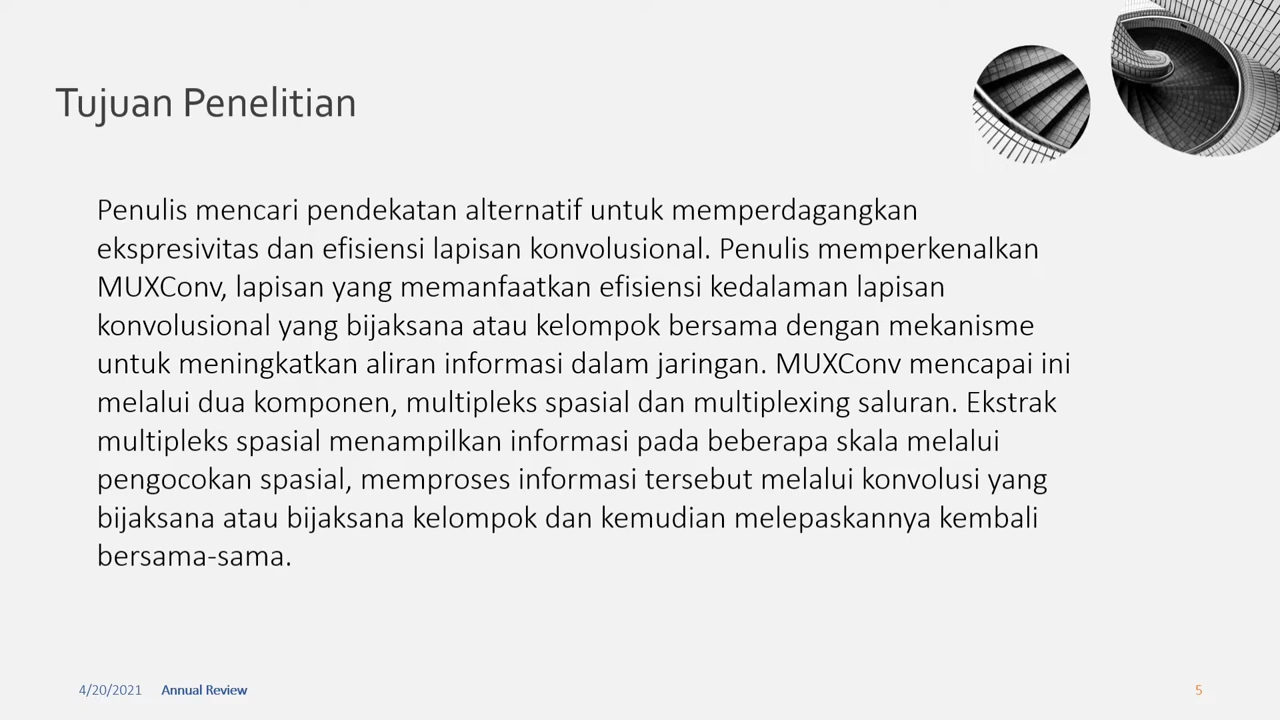 Tujuan Penelitian
Penulis mencari pendekatan alternatif untuk memperdagangkan
ekspresivitas dan efisiensi lapisan konvolusional. Penulis memperkenalkan
MUXConv, lapisan yang memanfaatkan efisiensi kedalaman lapisan
konvolusional yang bijaksana atau kelompok bersama dengan mekanisme
untuk meningkatkan aliran informasi dalam jaringan. MUXConv mencapai ini
melalui dua komponen, multipleks spasial dan multiplexing saluran. Ekstrak
multipleks spasial menampilkan informasi pada beberapa skala melalui
pengocokan spasial, memproses informasi tersebut melalui konvolusi yang
bijaksana atau bijaksana kelompok dan kemudian melepaskannya kembali
bersama-sama.
4/20/2021 Annual Review 5